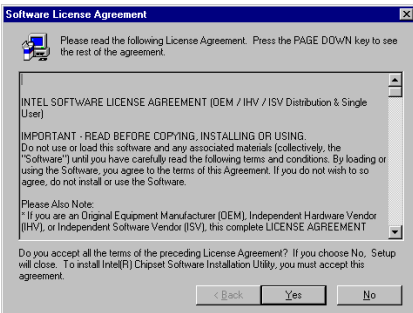 Software License Agreement
Please read the following License Agreement. Press the PAGE DOWN key to see
the rest of the agreement.
INTEL SOFTWARE LICENSE AGREEMENT (OEM / IHV / ISV Distribution & Single
User)
IMPORTANT - READ BEFORE COPYING, INSTALLING OR USING.
Do not use or load this software and any associated materials (collectively, the
"Software") until you have carefully read the following terms and conditions. By loading or
using the Software, you agree to the terms of this Agreement. If you do not wish to so
agree, do not install or use the Software.
Please Also Note:
* If you are an Original Equipment Manufacturer (OEM), Independent Hardware Vendor
(IHV), or Independent Software Vendor (ISV), this complete LICENSE AGREEMENT
Do you accept all the terms of the preceding License Agreement? If you choose No, Setup
will close. To install Intel(R) Chipset Software Installation Utility, you must accept this
agreement.
< Back Yes No